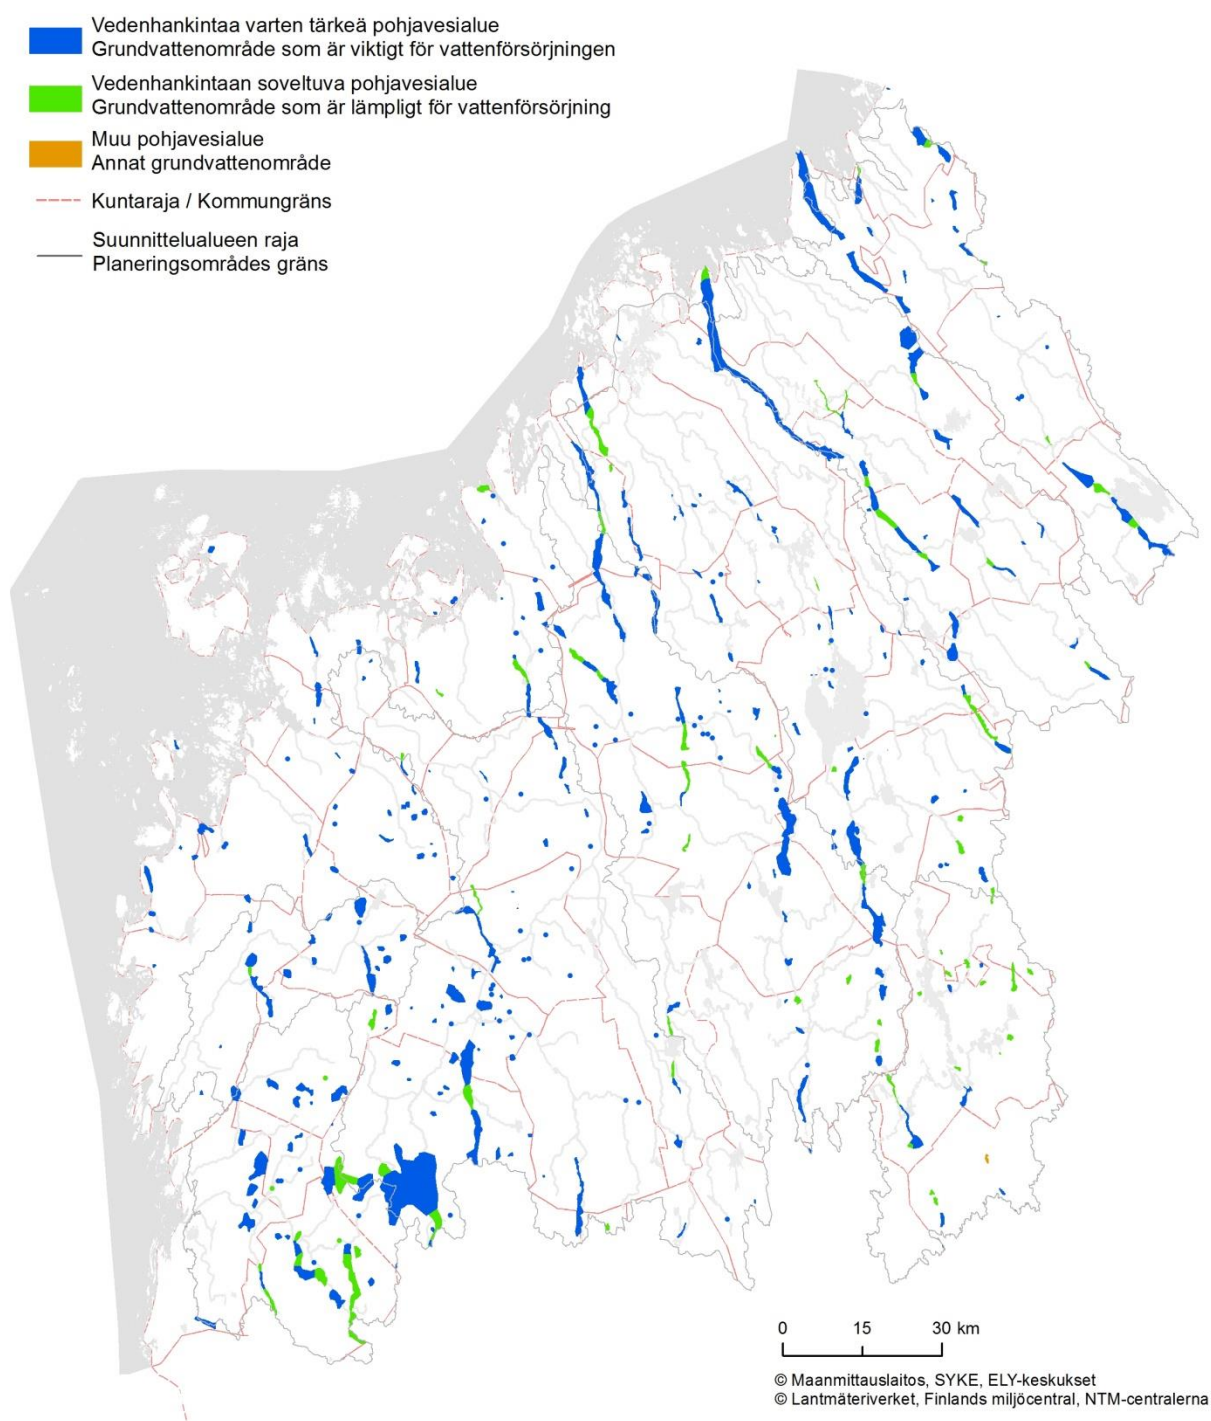 Vedenhankintaa varten tärkeä pohjavesialue
Grundvattenområde som är viktigt för vattenförsörjningen
Vedenhankintaan soveltuva pohjavesialue
Grundvattenområde som är lämpligt för vattenförsörjning
Muu pohjavesialue
Annat grundvattenområde
Kuntaraja / Kommungräns
Suunnittelualueen raja
Planeringsområdes gräns
0 15 30 km
© Maanmittauslaitos, SYKE, ELY-keskukset
© Lantmäteriverket, Finlands miljöcentral, NTM-centralerna